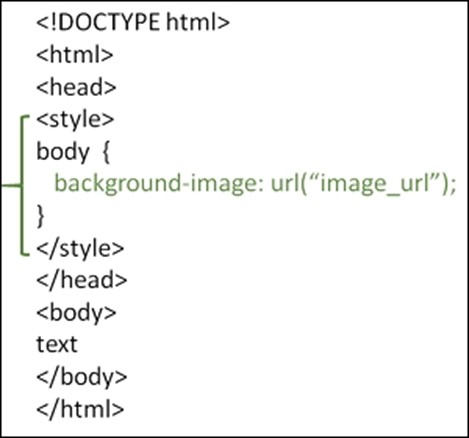 <!DOCTYPE html>
<html>
<head>
<style>
body {
background-image: url(“image_url”);
}
</style>
</head>
<body>
text
</body>
</html>